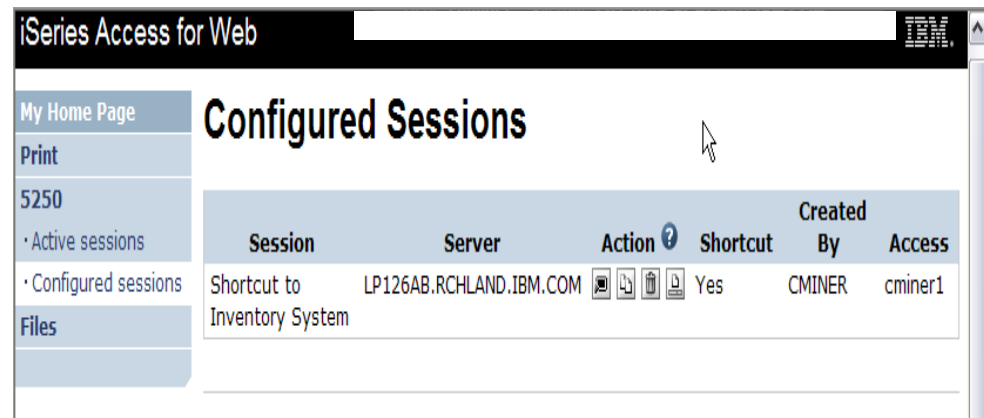 iSeries Access for Web
IBM.
My Home Page
Print
5250
· Active sessions
· Configured sessions
Files
Configured Sessions
Session Server Action ? Shortcut Created By Access
Shortcut to Inventory System LP126AB.RCHLAND.IBM.COM Yes CMINER cminer1